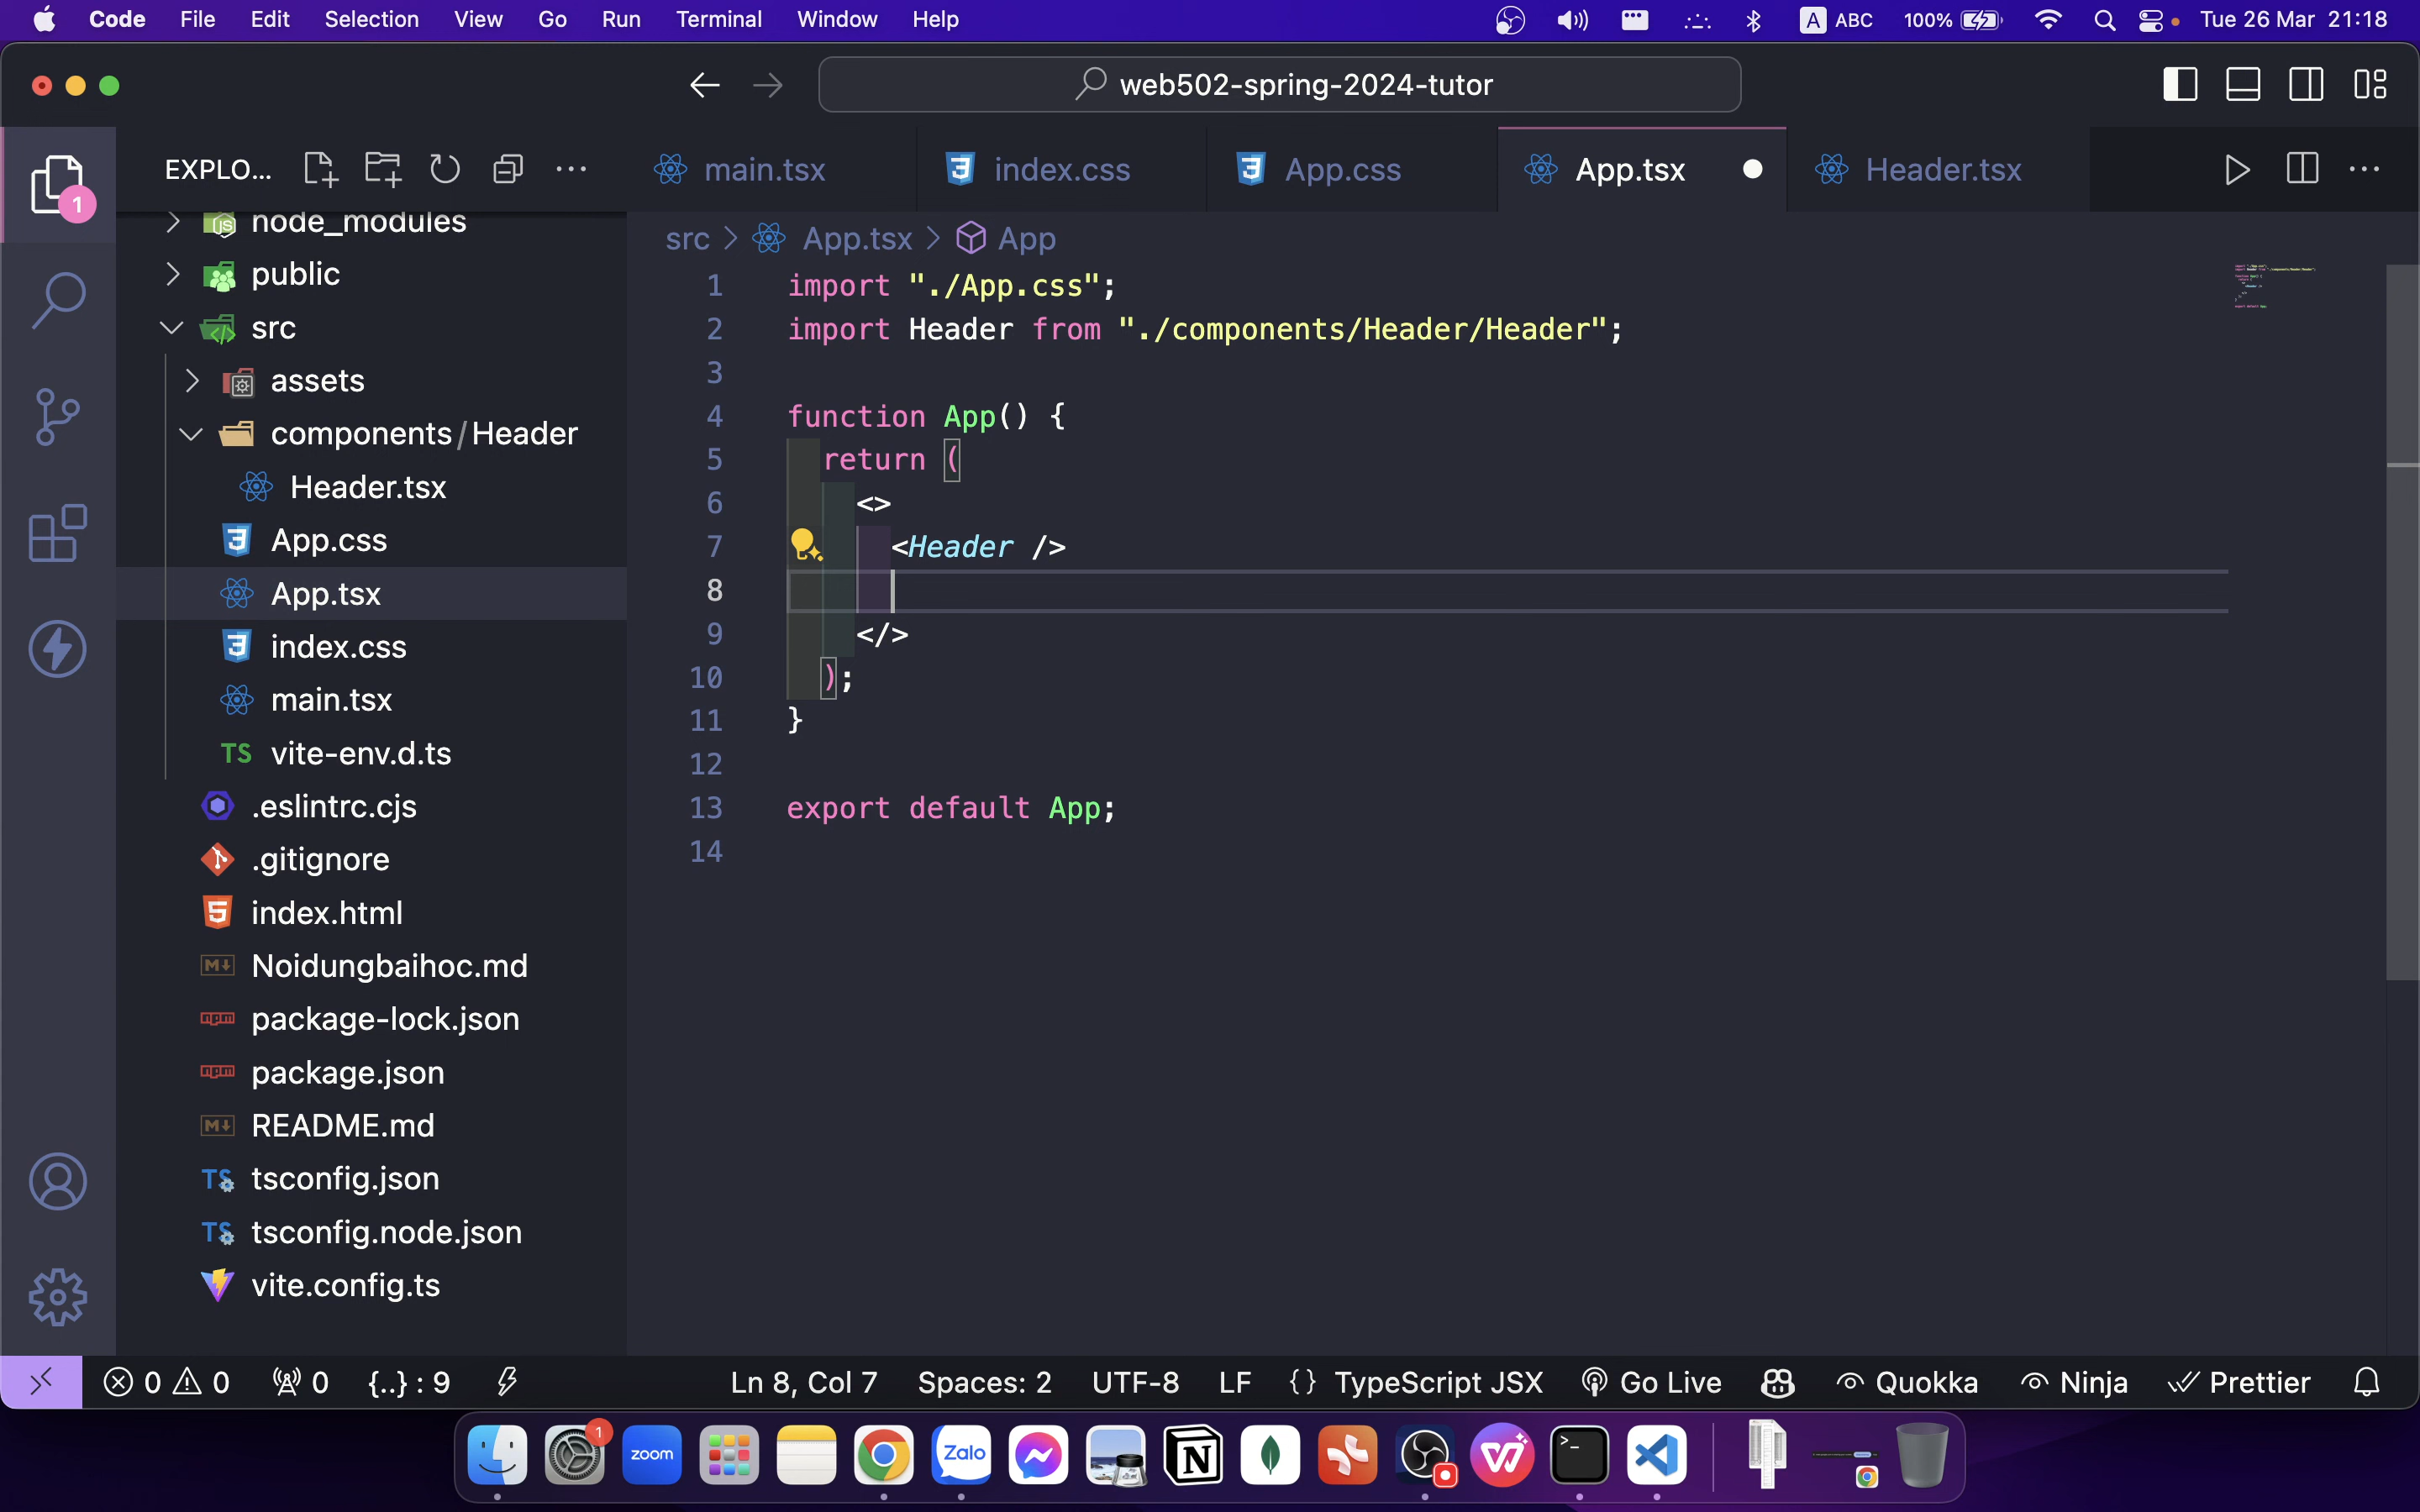 Code File Edit Selection View Go Run Terminal Window Help A ABC 100% Tue 26 Mar 21:18
web502-spring-2024-tutor
EXPLO... main.tsx index.css App.css App.tsx Header.tsx
1
node_modules
public
src
assets
components/Header
Header.tsx
App.css
App.tsx
index.css
main.tsx
TS vite-env.d.ts
.eslintrc.cjs
.gitignore
index.html
Noidungbaihoc.md
package-lock.json
package.json
README.md
tsconfig.json
tsconfig.node.json
vite.config.ts
src > App.tsx > App
1 import "./App.css";
2 import Header from "./components/Header/Header";
3
4 function App() {
5 return (
6 <>
7 <Header />
8
9 </>
10 );
11 }
12
13 export default App;
14
0 0 0 {..} : 9 Ln 8, Col 7 Spaces: 2 UTF-8 LF {} TypeScript JSX Go Live Quokka Ninja Prettier
1 zoom Zalo